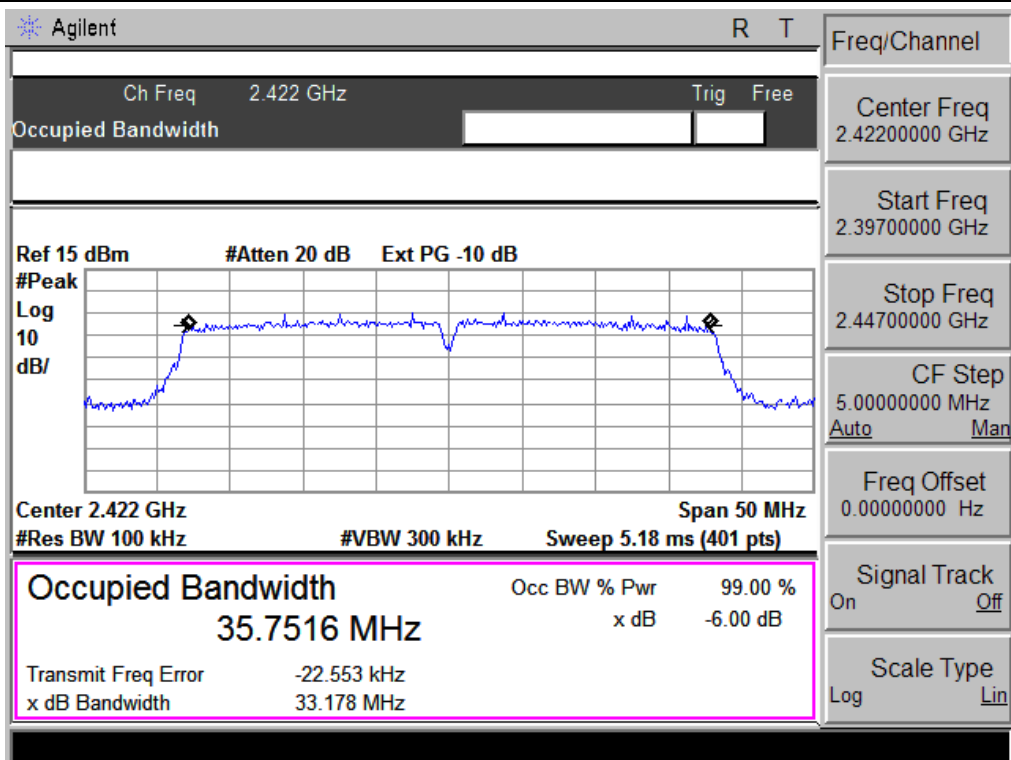 Agilent R T
Ch Freq 2.422 GHz Trig Free
Occupied Bandwidth
Ref 15 dBm #Atten 20 dB Ext PG -10 dB
#Peak
Log
10
dB/
Center 2.422 GHz Span 50 MHz
#Res BW 100 kHz #VBW 300 kHz Sweep 5.18 ms (401 pts)
Occupied Bandwidth Occ BW % Pwr 99.00 %
35.7516 MHz x dB -6.00 dB
Transmit Freq Error -22.553 kHz
x dB Bandwidth 33.178 MHz
Freq/Channel
Center Freq
2.42200000 GHz
Start Freq
2.39700000 GHz
Stop Freq
2.44700000 GHz
CF Step
5.00000000 MHz
Auto Man
Freq Offset
0.00000000 Hz
Signal Track
On Off
Scale Type
Log Lin